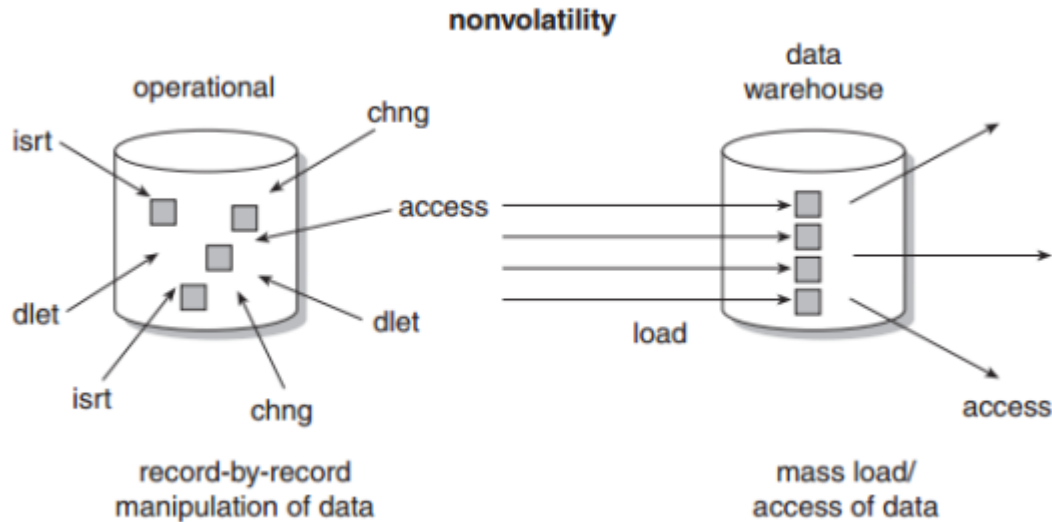 nonvolatility
operational
data
warehouse
isrt
chng
access
dlet
dlet
isrt
chng
load
access
record-by-record
manipulation of data
mass load/
access of data